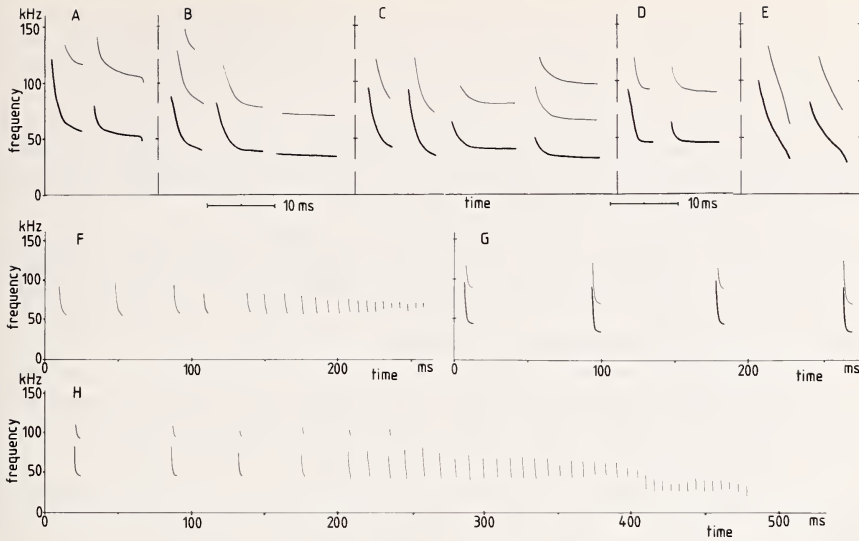 kHz A B C D E
150
100
frequency
50
0
10 ms time 10 ms
kHz
150 F G
100
frequency
50
0
100 200 ms 0 100 200 ms
time time
kHz
150 H
100
frequency
50
0
100 200 300 400 500 ms
time